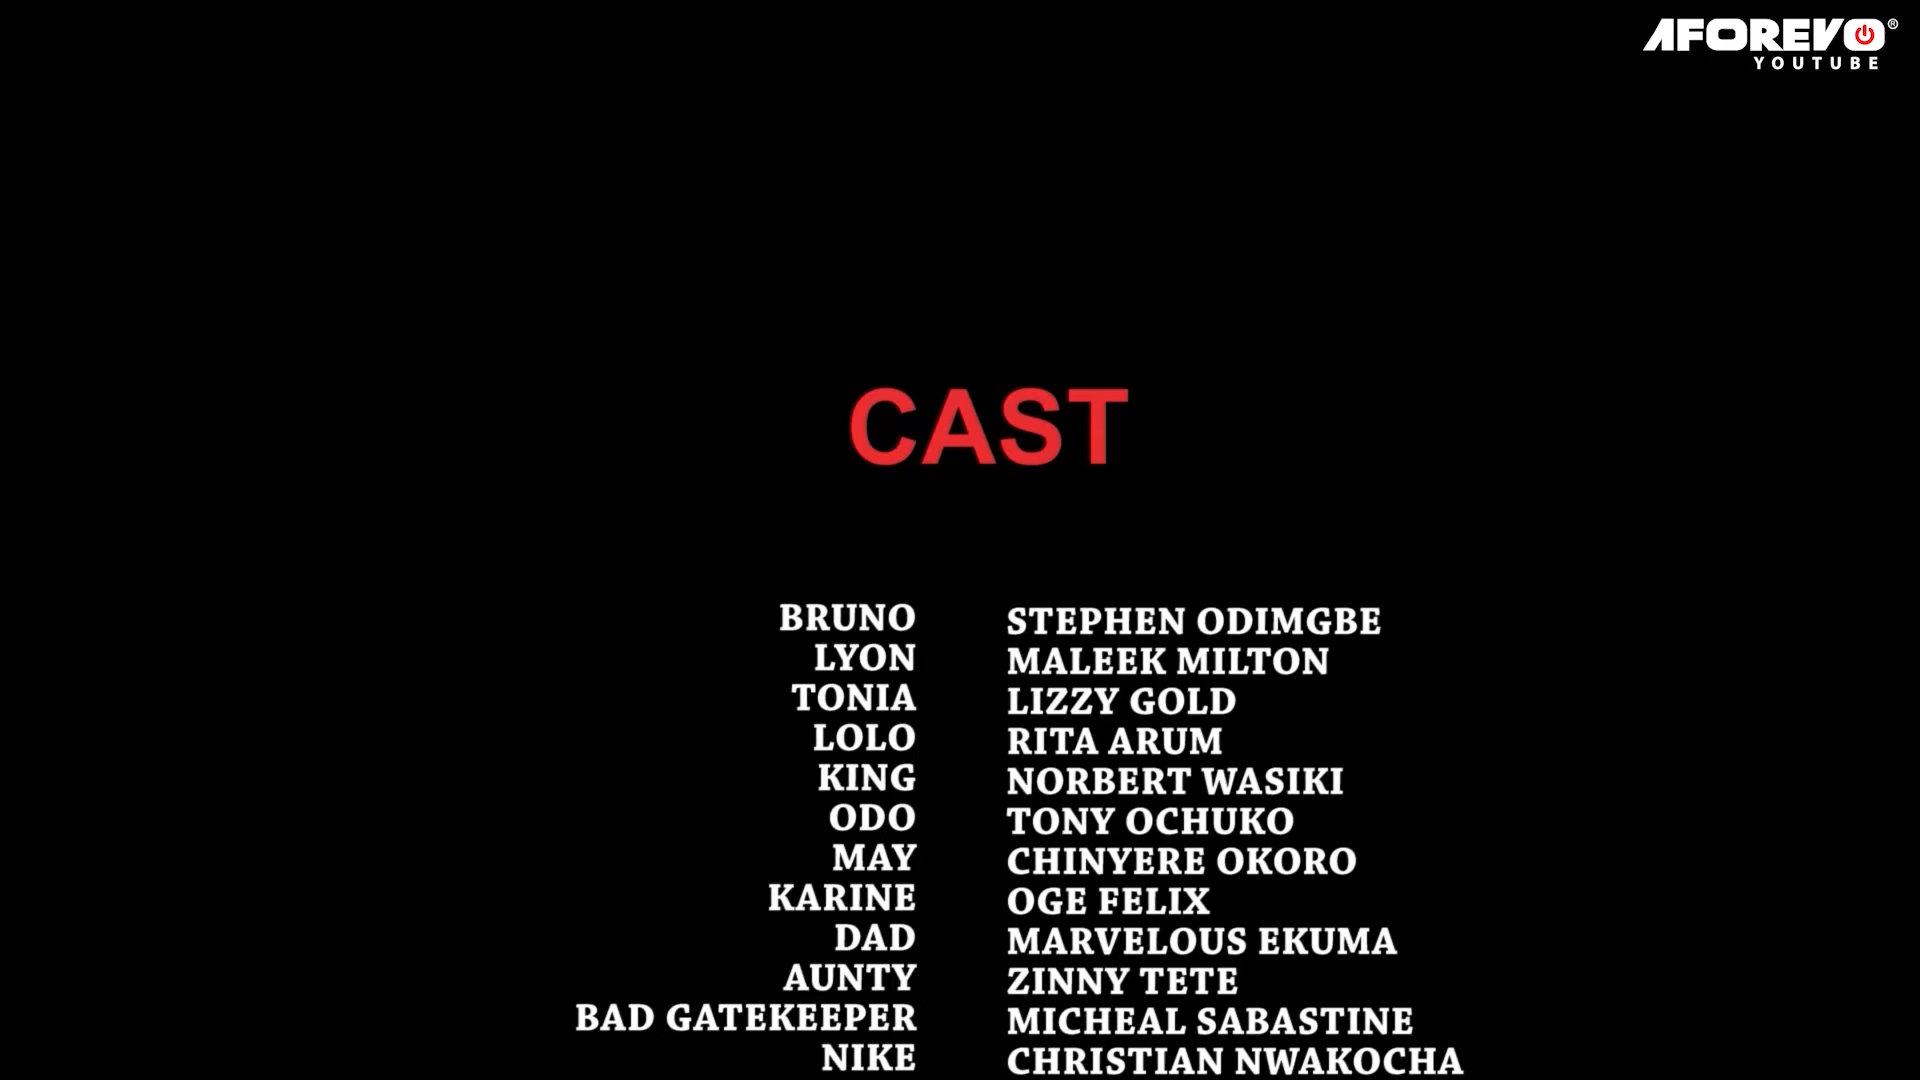 AFOREVO®
YOUTUBE
CAST
BRUNO STEPHEN ODIMGBE
LYON MALEEK MILTON
TONIA LIZZY GOLD
LOLO RITA ARUM
KING NORBERT WASIKI
ODO TONY OCHUKO
MAY CHINYERE OKORO
KARINE OGE FELIX
DAD MARVELOUS EKUMA
AUNTY ZINNY TETE
BAD GATEKEEPER MICHEAL SABASTINE
NIKE CHRISTIAN NWAKOCHA